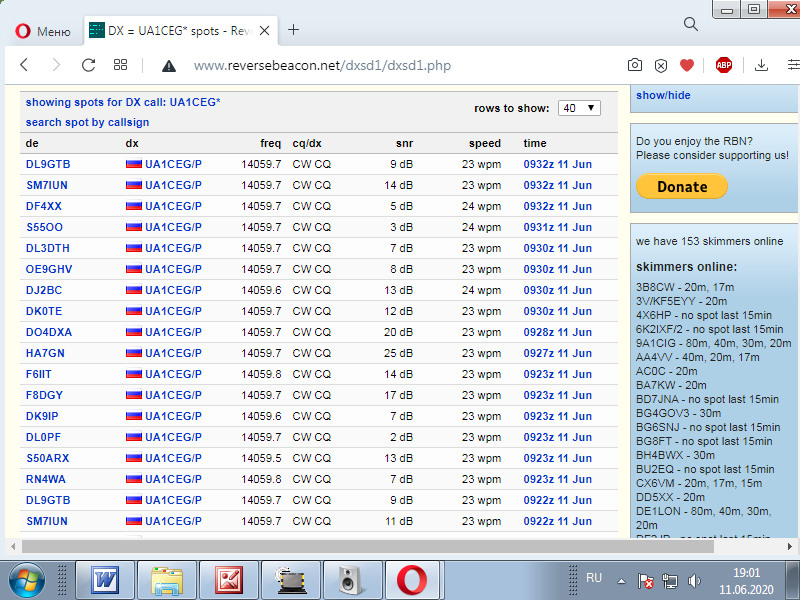 Меню
DX = UA1CEG* spots - Rev
www.reversebeacon.net/dxsd1/dxsd1.php
ABP
showing spots for DX call: UA1CEG*
rows to show: 40
search spot by callsign
de dx freq cq/dx snr speed time
DL9GTB UA1CEG/P 14059.7 CW CQ 9 dB 23 wpm 0932z 11 Jun
SM7IUN UA1CEG/P 14059.7 CW CQ 14 dB 23 wpm 0932z 11 Jun
DF4XX UA1CEG/P 14059.7 CW CQ 5 dB 24 wpm 0932z 11 Jun
S55OO UA1CEG/P 14059.7 CW CQ 3 dB 24 wpm 0931z 11 Jun
DL3DTH UA1CEG/P 14059.7 CW CQ 7 dB 23 wpm 0930z 11 Jun
OE9GHV UA1CEG/P 14059.7 CW CQ 8 dB 23 wpm 0930z 11 Jun
DJ2BC UA1CEG/P 14059.6 CW CQ 13 dB 24 wpm 0930z 11 Jun
DK0TE UA1CEG/P 14059.7 CW CQ 12 dB 23 wpm 0930z 11 Jun
DO4DXA UA1CEG/P 14059.7 CW CQ 20 dB 23 wpm 0928z 11 Jun
HA7GN UA1CEG/P 14059.7 CW CQ 25 dB 23 wpm 0927z 11 Jun
F6IIT UA1CEG/P 14059.8 CW CQ 14 dB 23 wpm 0923z 11 Jun
F8DGY UA1CEG/P 14059.7 CW CQ 17 dB 23 wpm 0923z 11 Jun
DK9IP UA1CEG/P 14059.6 CW CQ 7 dB 23 wpm 0923z 11 Jun
DL0PF UA1CEG/P 14059.7 CW CQ 2 dB 23 wpm 0923z 11 Jun
S50ARX UA1CEG/P 14059.5 CW CQ 13 dB 23 wpm 0923z 11 Jun
RN4WA UA1CEG/P 14059.8 CW CQ 7 dB 23 wpm 0923z 11 Jun
DL9GTB UA1CEG/P 14059.7 CW CQ 9 dB 23 wpm 0922z 11 Jun
SM7IUN UA1CEG/P 14059.7 CW CQ 11 dB 23 wpm 0922z 11 Jun
show/hide
Do you enjoy the RBN?
Please consider supporting us!
Donate
we have 153 skimmers online
skimmers online:
3B8CW - 20m, 17m
3V/KF5EYY - 20m
4X6HP - no spot last 15min
6K2IXF/2 - no spot last 15min
9A1CIG - 80m, 40m, 30m, 20m
AA4VV - 40m, 20m, 17m
AC0C - 20m
BA7KW - 20m
BD7JNA - no spot last 15min
BG4GOV3 - 30m
BG6SNJ - no spot last 15min
BG8FT - no spot last 15min
BH4BWX - 30m
BU2EQ - no spot last 15min
CX6VM - 20m, 17m, 15m
DD5XX - 20m
DE1LON - 80m, 40m, 30m,
20m
RU
19:01
11.06.2020